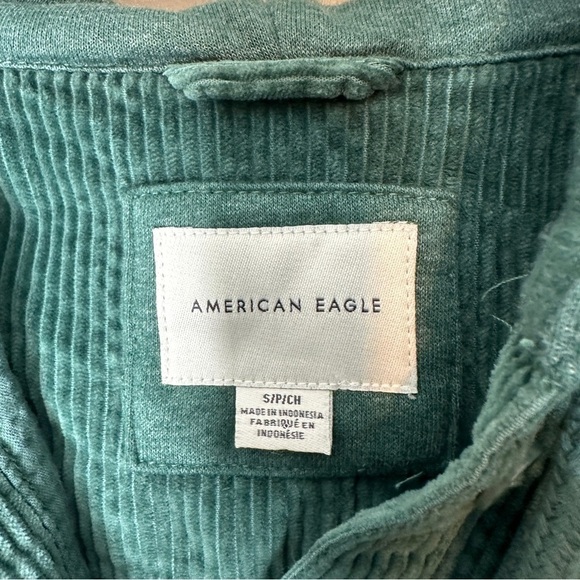 AMERICAN EAGLE
S/P/CH
MADE IN INDONESIA
FABRIQUÉ EN
INDONÉSIE